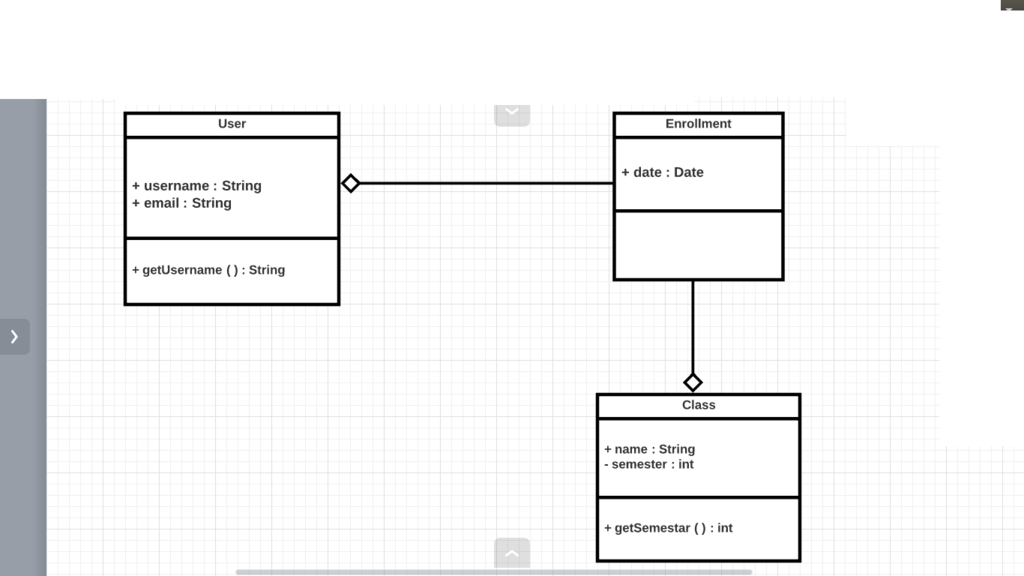 User
+ username : String
+ email : String
+ getUsername ( ) : String
Enrollment
+ date : Date
Class
+ name : String
- semester : int
+ getSemestar ( ) : int